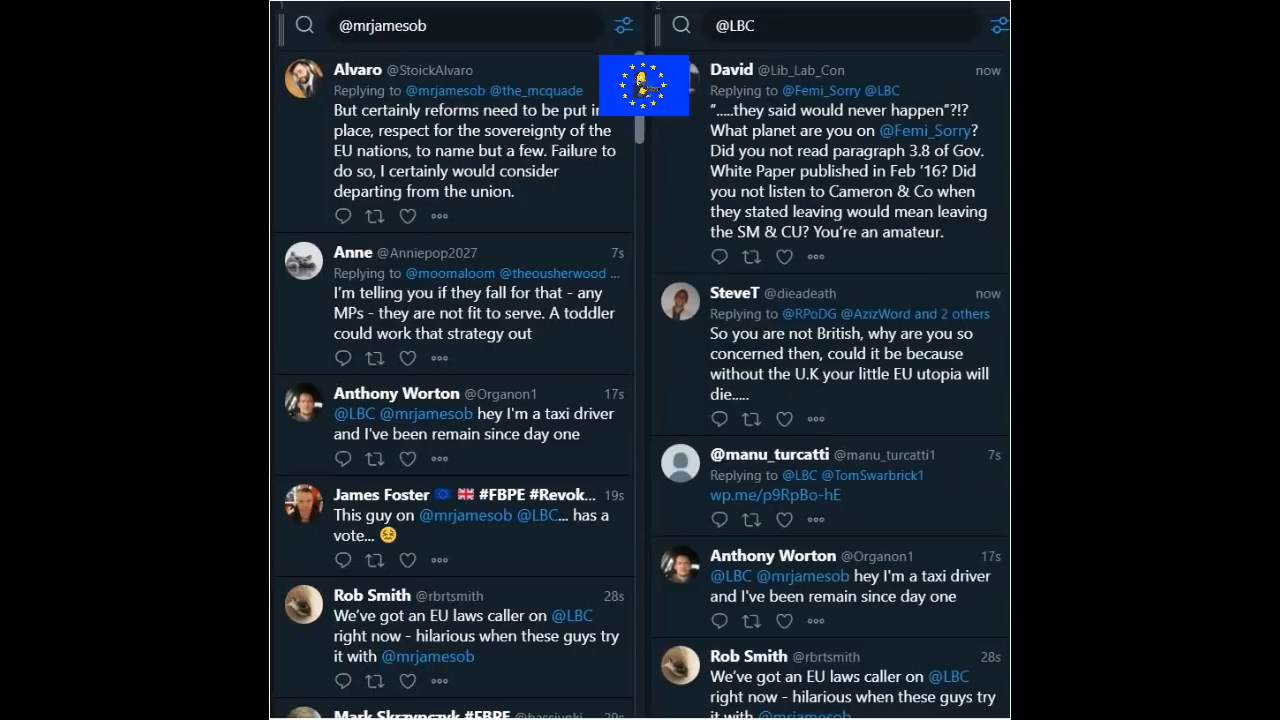 1
@mrjamesob
Alvaro @StoickAlvaro
Replying to @mrjamesob @the_mcquade
But certainly reforms need to be put in
place, respect for the sovereignty of the
EU nations, to name but a few. Failure to
do so, I certainly would consider
departing from the union.
Anne @Anniepop2027 7s
Replying to @moomaloom @theousherwood ...
I'm telling you if they fall for that - any
MPs - they are not fit to serve. A toddler
could work that strategy out
Anthony Worton @Organon1 17s
@LBC @mrjamesob hey I'm a taxi driver
and I've been remain since day one
James Foster 🇪🇺 🇬🇧 #FBPE #Revok... 19s
This guy on @mrjamesob @LBC... has a
vote... 😣
Rob Smith @rbrtsmith 28s
We've got an EU laws caller on @LBC
right now - hilarious when these guys try
it with @mrjamesob
Mark Skrzypczyk #FBPE 29s
2
@LBC
David @Lib_Lab_Con now
Replying to @Femi_Sorry @LBC
“.....they said would never happen”?!?
What planet are you on @Femi_Sorry?
Did you not read paragraph 3.8 of Gov.
White Paper published in Feb ‘16? Did
you not listen to Cameron & Co when
they stated leaving would mean leaving
the SM & CU? You’re an amateur.
SteveT @dieadeath now
Replying to @RPoDG @AzizWord and 2 others
So you are not British, why are you so
concerned then, could it be because
without the U.K your little EU utopia will
die.....
@manu_turcatti @manu_turcatti1 7s
Replying to @LBC @TomSwarbrick1
wp.me/p9RpBo-hE
Anthony Worton @Organon1 17s
@LBC @mrjamesob hey I'm a taxi driver
and I've been remain since day one
Rob Smith @rbrtsmith 28s
We've got an EU laws caller on @LBC
right now - hilarious when these guys try
it with @mrjamesob